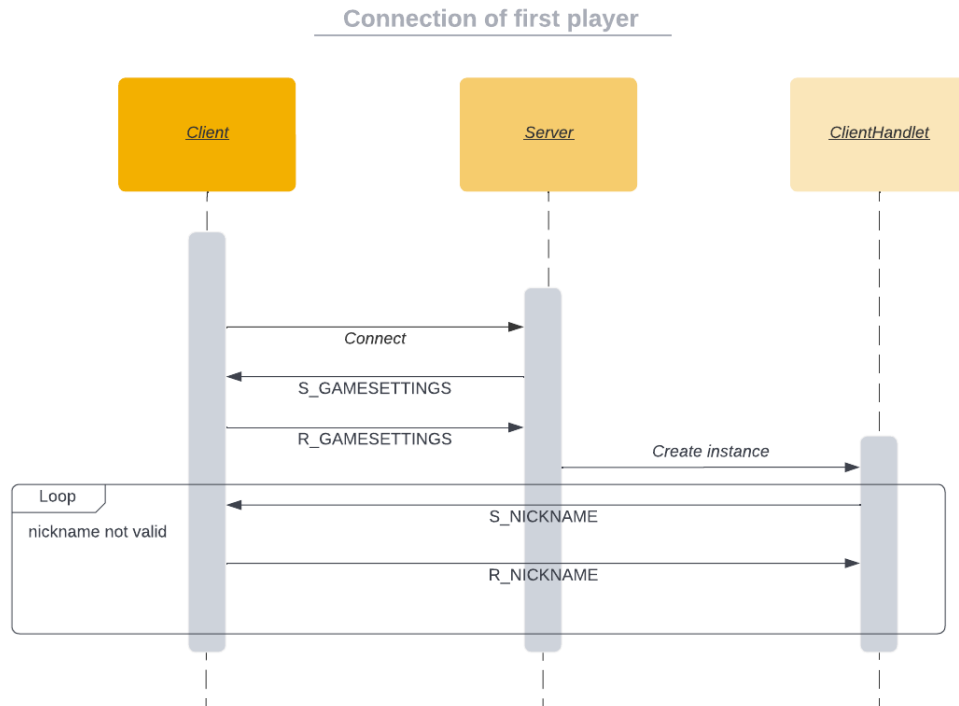 Connection of first player
Client
Server
ClientHandlet
Connect
S_GAMESETTINGS
R_GAMESETTINGS
Create instance
Loop
S_NICKNAME
nickname not valid
R_NICKNAME